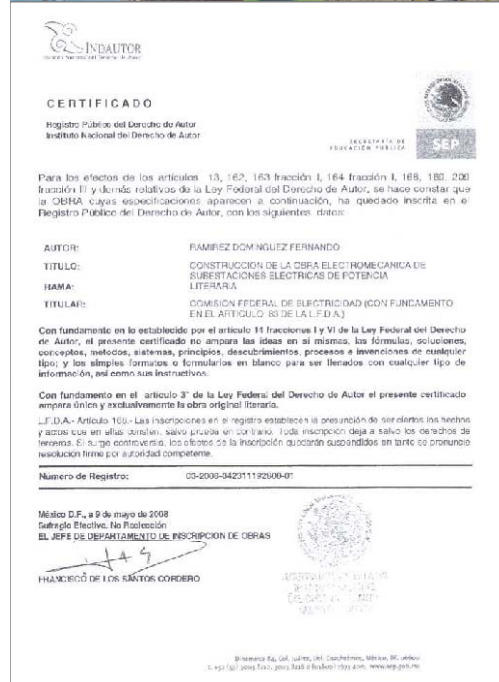 INDAUTOR
CERTIFICADO
Registro Público del Derecho de Autor
Instituto Nacional del Derecho de Autor
SECRETARÍA DE
EDUCACIÓN PÚBLICA
SEP
Para los efectos de los artículos 13, 162, 163 fracción I, 164 fracción I, 168, 169, 209
fracción III y demás relativos de la Ley Federal del Derecho de Autor, se hace constar que
la OBRA cuyas especificaciones aparecen a continuación, ha quedado inscrita en el
Registro Público del Derecho de Autor, con los siguientes datos:
AUTOR: RAMIREZ DOMINGUEZ FERNANDO
TITULO: CONSTRUCCION DE LA OBRA ELECTROMECANICA DE
SUBESTACIONES ELECTRICAS DE POTENCIA
RAMA: LITERARIA
TITULAR: COMISION FEDERAL DE ELECTRICIDAD (CON FUNDAMENTO
EN EL ARTICULO 83 DE LA L.F.D.A.)
Con fundamento en lo establecido por el artículo 14 fracciones I y VI de la Ley Federal del Derecho
de Autor, el presente certificado no ampara las ideas en sí mismas, las fórmulas, soluciones,
conceptos, metodos, sistemas, principios, descubrimientos, procesos e invenciones de cualquier
tipo; y los simples formatos o formularios en blanco para ser llenados con cualquier tipo de
información, así como sus instructivos.
Con fundamento en el artículo 3° de la Ley Federal del Derecho de Autor el presente certificado
ampara única y exclusivamente la obra original literaria.
L.F.D.A.- Artículo 168.- Las inscripciones en el registro establecen la presunción de ser ciertos los hechos
y actos que en ellas consten, salvo prueba en contrario. Toda inscripción deja a salvo los derechos de
terceros. Si surge controversia, los efectos de la inscripción quedarán suspendidos en tanto se pronuncie
resolución firme por autoridad competente.
Número de Registro: 03-2008-042311192600-01
México D.F., a 9 de mayo de 2008
Sufragio Efectivo. No Reelección
EL JEFE DE DEPARTAMENTO DE INSCRIPCION DE OBRAS
FRANCISCO DE LOS SANTOS CORDERO
Dinamarca 84, Col. Juárez, Del. Cuauhtémoc, México, DF,
www.sep.gob.mx